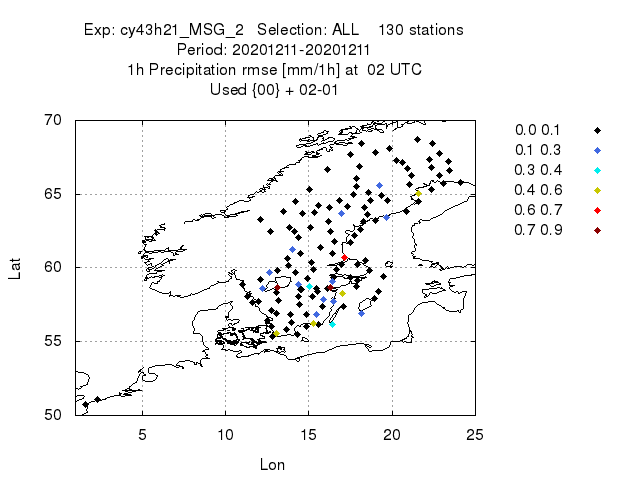 Exp: cy43h21_MSG_2 Selection: ALL 130 stations
Period: 20201211-20201211
1h Precipitation rmse [mm/1h] at 02 UTC
Used {00} + 02-01
70
65
60
55
50
5
10
15
20
25
Lat
Lon
0.0 0.1
0.1 0.3
0.3 0.4
0.4 0.6
0.6 0.7
0.7 0.9